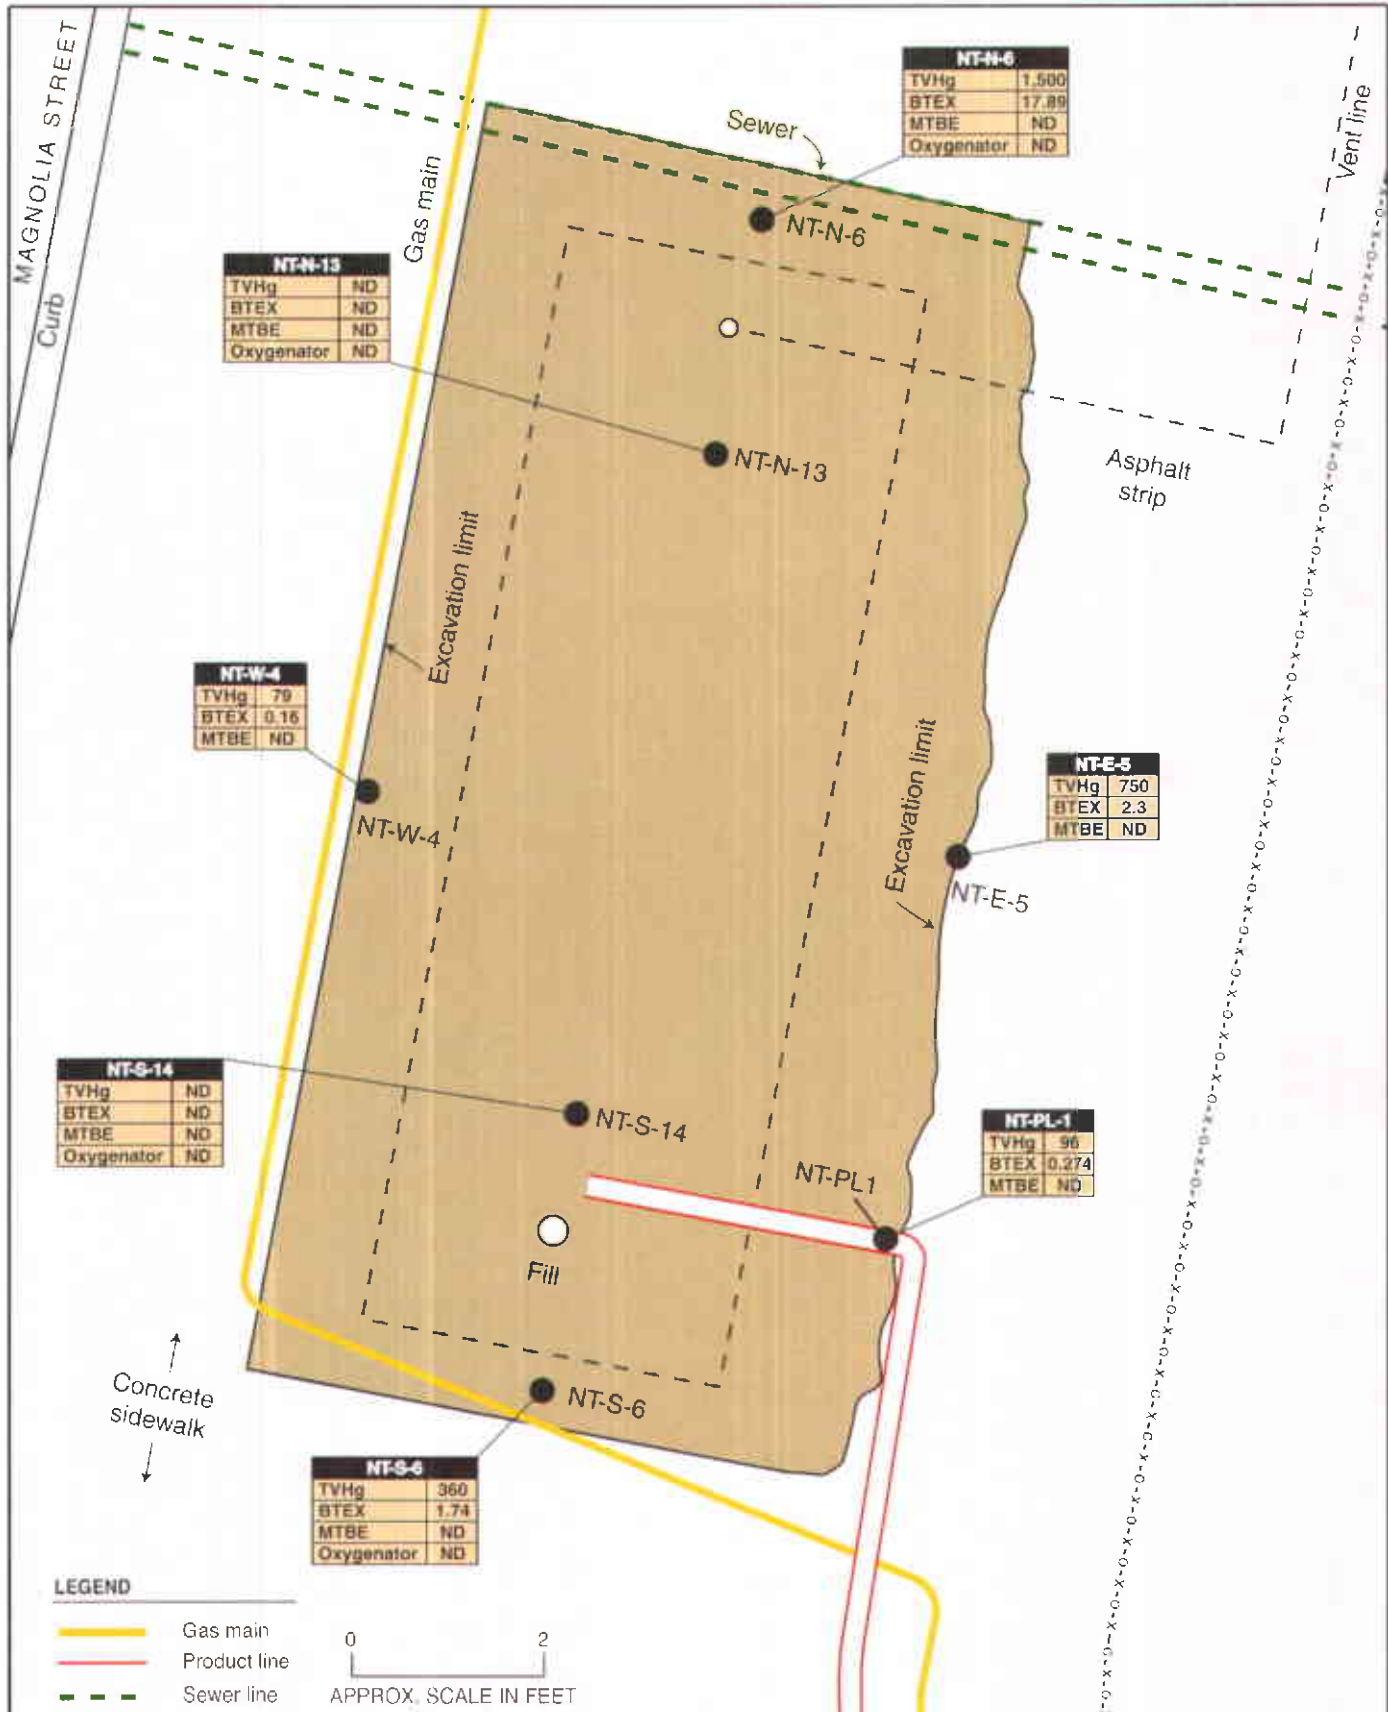 MAGNOLIA STREET
Curb
Gas main
Sewer
Vent line
NT-N-6
TVHg 1,500
BTEX 17.89
MTBE ND
Oxygenator ND
NT-N-6
NT-N-13
TVHg ND
BTEX ND
MTBE ND
Oxygenator ND
NT-N-13
Asphalt
strip
Excavation limit
NT-W-4
TVHg 79
BTEX 0.16
MTBE ND
NT-W-4
Excavation limit
NT-E-5
TVHg 750
BTEX 2.3
MTBE ND
NT-E-5
NT-S-14
TVHg ND
BTEX ND
MTBE ND
Oxygenator ND
NT-S-14
NT-PL-1
TVHg 96
BTEX 0.274
MTBE ND
NT-PL1
Fill
Concrete
sidewalk
NT-S-6
NT-S-6
TVHg 360
BTEX 1.74
MTBE ND
Oxygenator ND
LEGEND
Gas main
Product line
Sewer line
0 2
APPROX. SCALE IN FEET